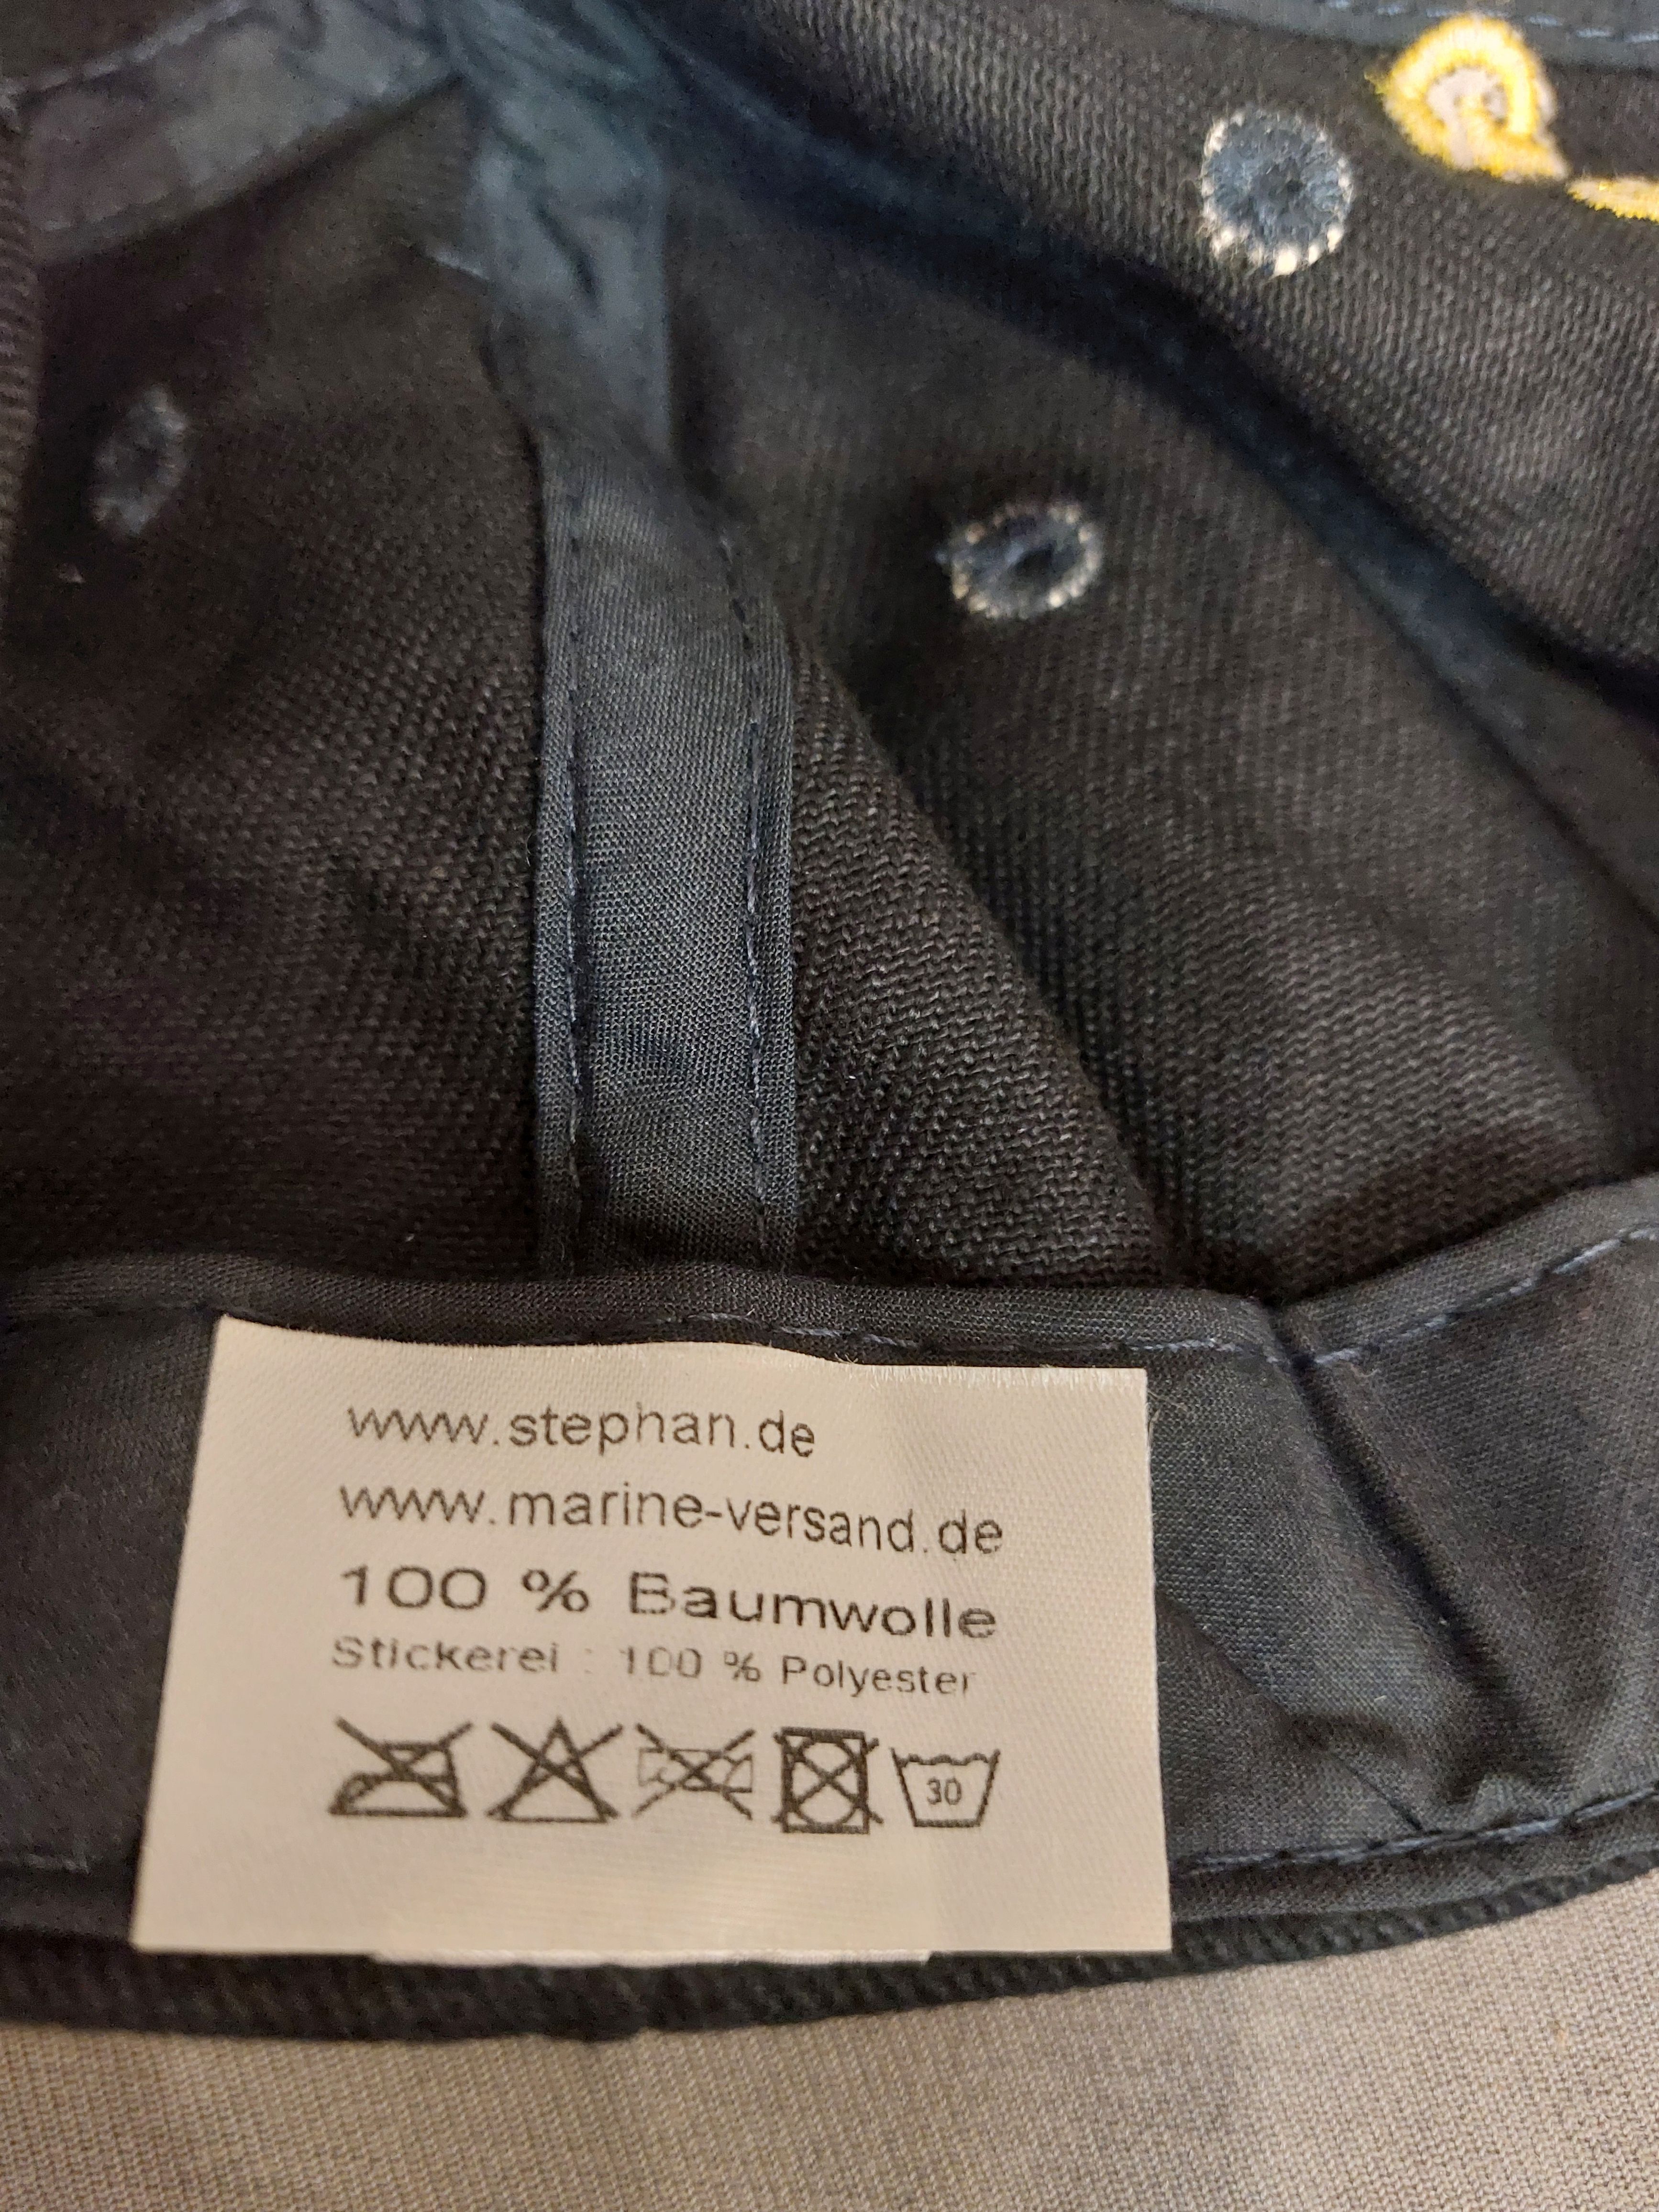 www.stephan.de
www.marine-versand.de
100 % Baumwolle
Stickerei : 100 % Polyester
30